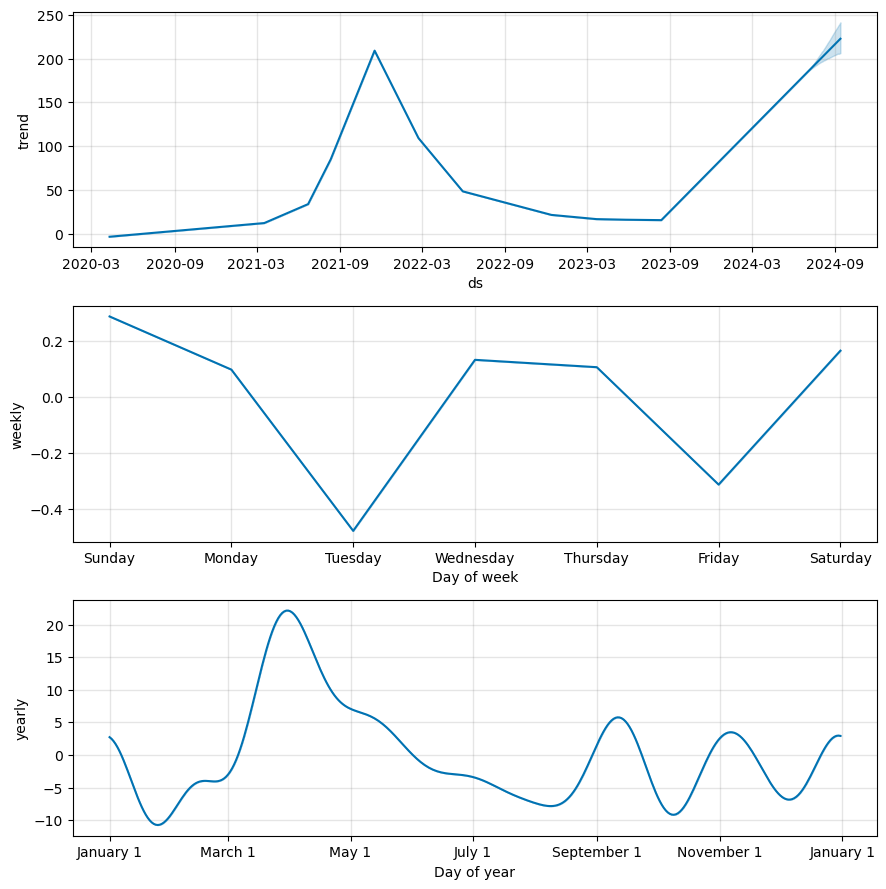 250
200
150
100
50
0
trend
2020-03 2020-09 2021-03 2021-09 2022-03 2022-09 2023-03 2023-09 2024-03 2024-09
ds
0.2
0.0
−0.2
−0.4
weekly
Sunday Monday Tuesday Wednesday Thursday Friday Saturday
Day of week
20
15
10
5
0
−5
−10
yearly
January 1 March 1 May 1 July 1 September 1 November 1 January 1
Day of year